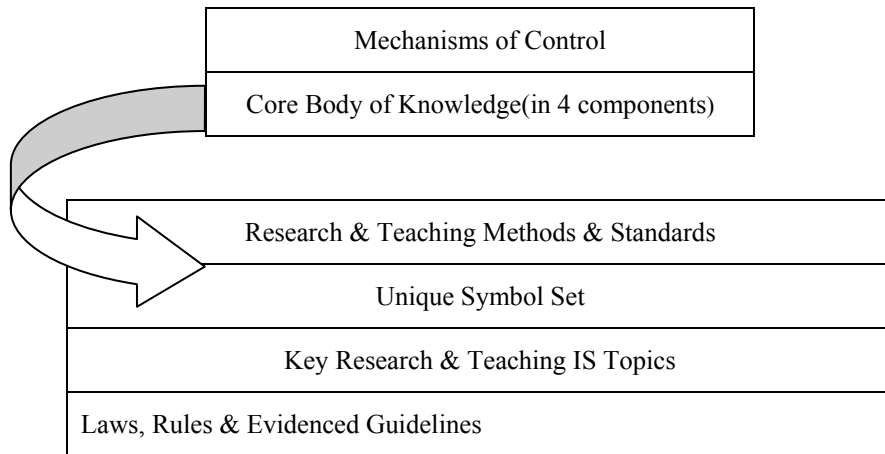 Mechanisms of Control
Core Body of Knowledge(in 4 components)
Research & Teaching Methods & Standards
Unique Symbol Set
Key Research & Teaching IS Topics
Laws, Rules & Evidenced Guidelines